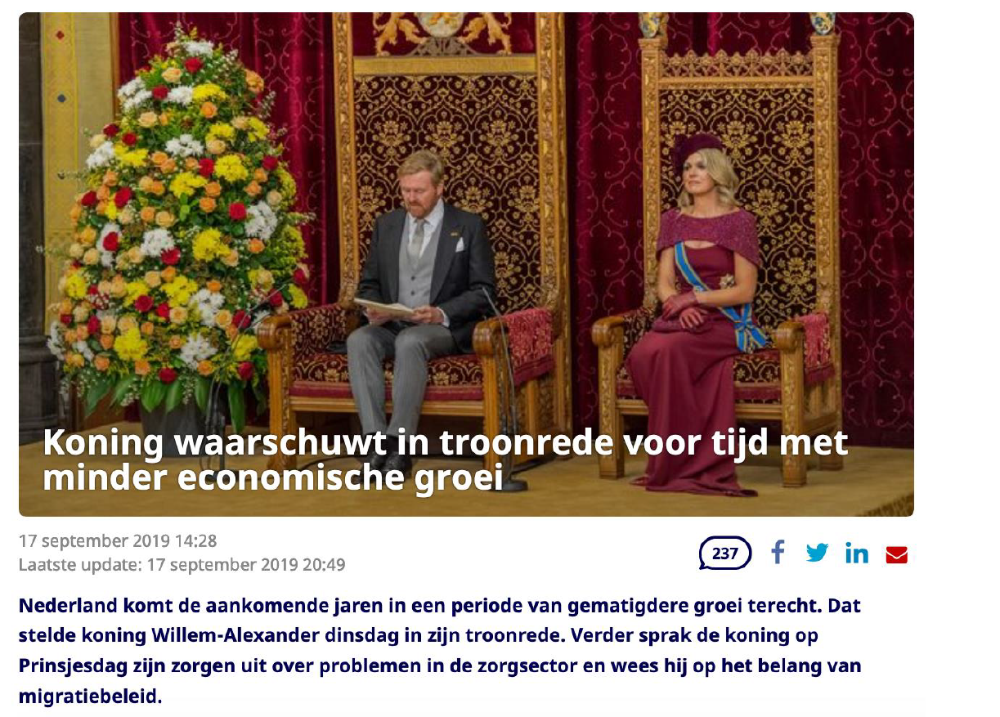 Koning waarschuwt in troonrede voor tijd met
minder economische groei
17 september 2019 14:28
Laatste update: 17 september 2019 20:49
237
Nederland komt de aankomende jaren in een periode van gematigdere groei terecht. Dat
stelde koning Willem-Alexander dinsdag in zijn troonrede. Verder sprak de koning op
Prinsjesdag zijn zorgen uit over problemen in de zorgsector en wees hij op het belang van
migratiebeleid.